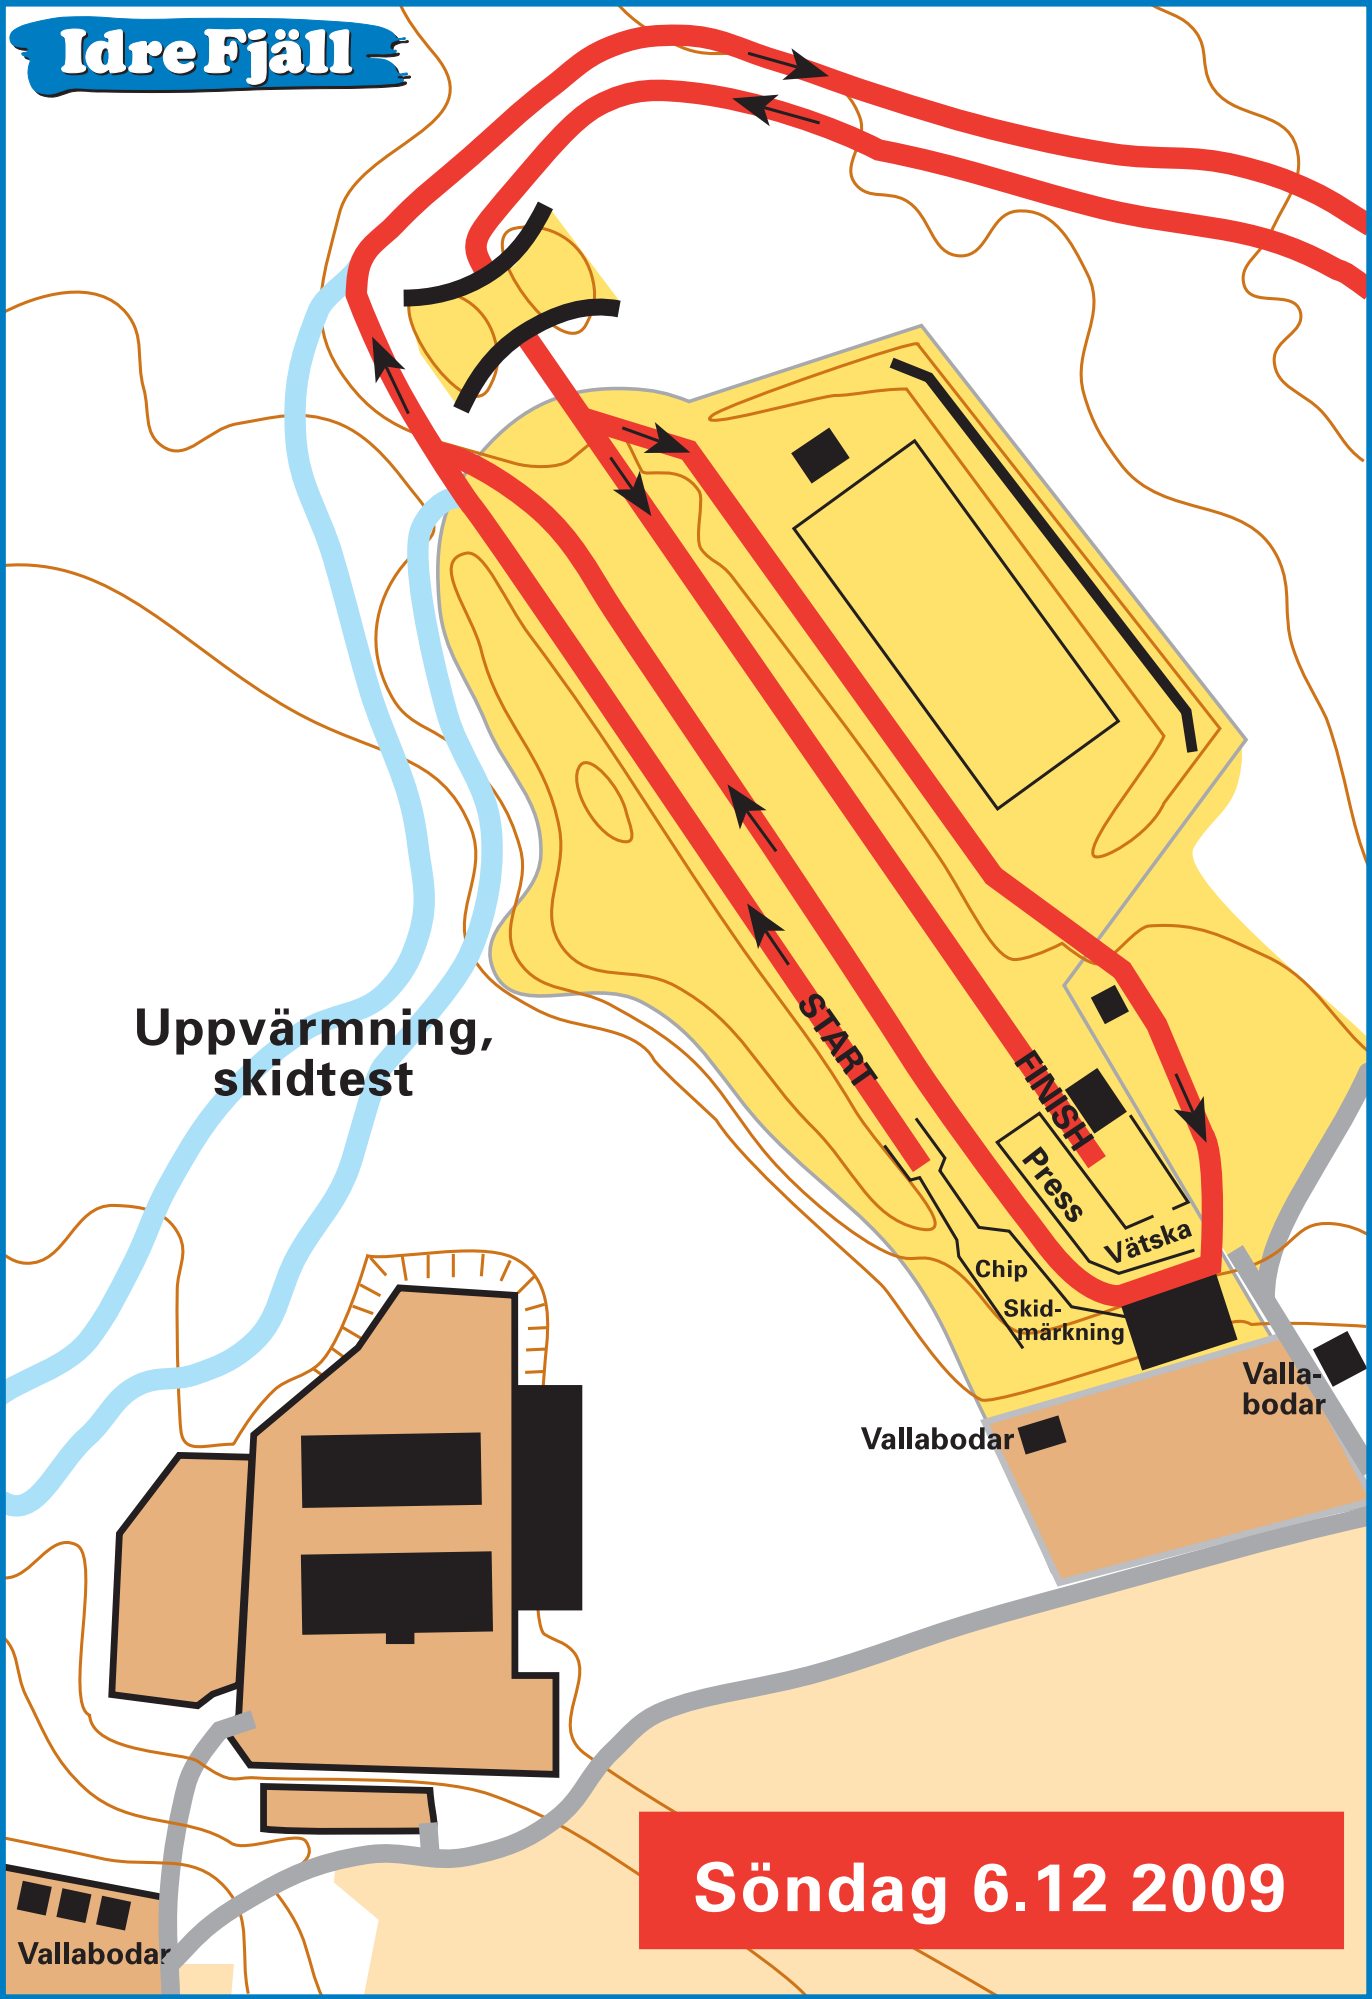 Idre Fjäll
Uppvärmning,
skidtest
START
FINISH
Press
Vätska
Chip
Skid-
märkning
Valla-
bodar
Vallabodar
Söndag 6.12 2009
Vallabodar